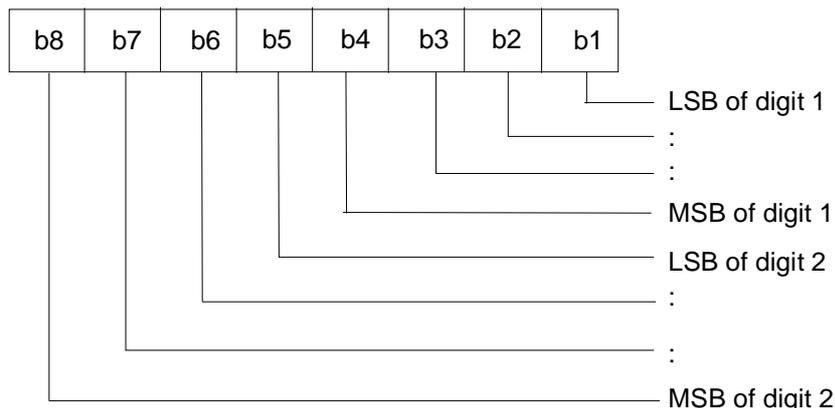 b8 b7 b6 b5 b4 b3 b2 b1
LSB of digit 1
:
:
MSB of digit 1
LSB of digit 2
:
:
MSB of digit 2